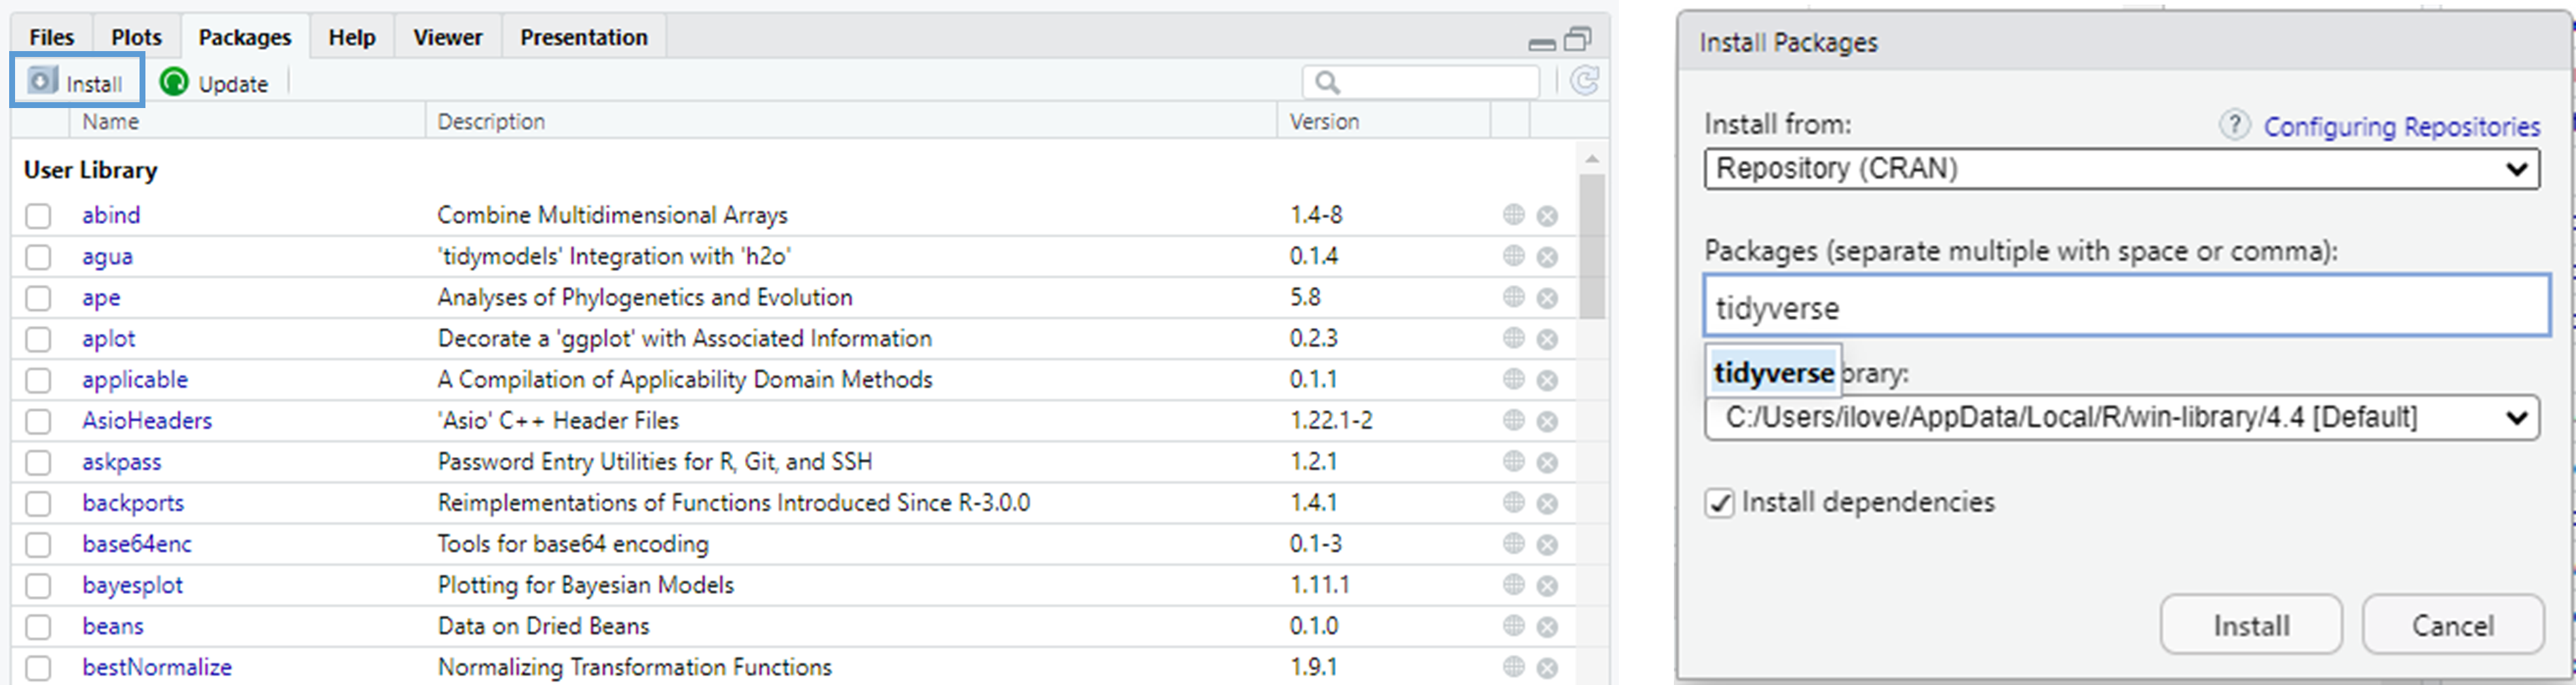 Files Plots Packages Help Viewer Presentation
Install Update
Name Description Version
User Library
abind Combine Multidimensional Arrays 1.4-8
agua 'tidymodels' Integration with 'h2o' 0.1.4
ape Analyses of Phylogenetics and Evolution 5.8
aplot Decorate a 'ggplot' with Associated Information 0.2.3
applicable A Compilation of Applicability Domain Methods 0.1.1
AsioHeaders 'Asio' C++ Header Files 1.22.1-2
askpass Password Entry Utilities for R, Git, and SSH 1.2.1
backports Reimplementations of Functions Introduced Since R-3.0.0 1.4.1
base64enc Tools for base64 encoding 0.1-3
bayesplot Plotting for Bayesian Models 1.11.1
beans Data on Dried Beans 0.1.0
bestNormalize Normalizing Transformation Functions 1.9.1
Install Packages
Install from: ? Configuring Repositories
Repository (CRAN)
Packages (separate multiple with space or comma):
tidyverse
tidyverse brary:
C:/Users/ilove/AppData/Local/R/win-library/4.4 [Default]
Install dependencies
Install Cancel